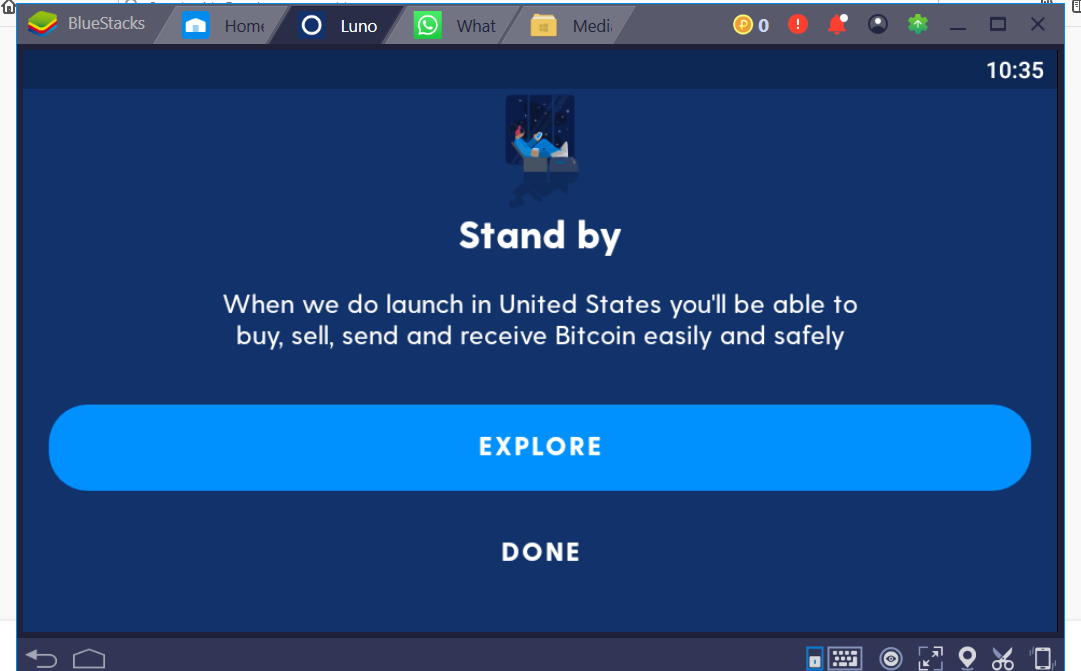 BlueStacks
Home
Luno
What
Medi
0
10:35
Stand by
When we do launch in United States you'll be able to
buy, sell, send and receive Bitcoin easily and safely
EXPLORE
DONE